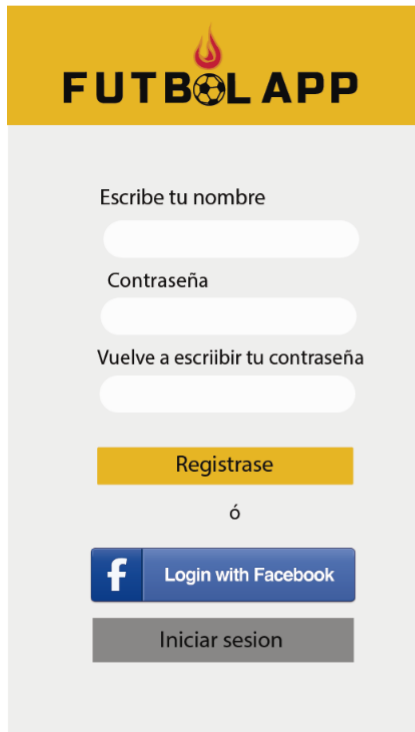 FUTBOL APP
Escribe tu nombre
Contraseña
Vuelve a escriibir tu contraseña
Registrase
ó
f Login with Facebook
Iniciar sesion